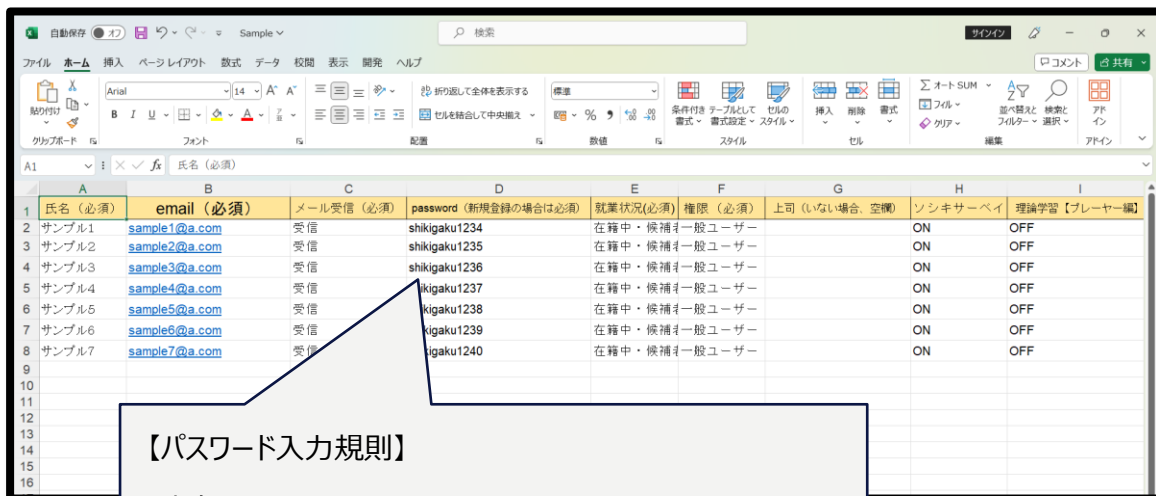 自動保存 オフ Sample 検索 サインイン
ファイル ホーム 挿入 ページ レイアウト 数式 データ 校閲 表示 開発 ヘルプ コメント 共有
貼り付け Arial 14 A A 折り返して全体を表示する 標準 条件付き書式 テーブルとして書式設定 セルのスタイル 挿入 削除 書式 Σ オート SUM 並べ替えとフィルター 検索と選択 アドイン
B I U A セルを結合して中央揃え % フィル クリア
クリップボード フォント 配置 数値 スタイル セル 編集 アドイン
A1 fx 氏名（必須）
A B C D E F G H I
1 氏名（必須） email（必須） メール受信（必須） password（新規登録の場合は必須） 就業状況(必須) 権限（必須） 上司（いない場合、空欄） ソシキサーベイ 理論学習【プレーヤー編】
2 サンプル1 sample1@a.com 受信 shikigaku1234 在籍中・候補 一般ユーザー ON OFF
3 サンプル2 sample2@a.com 受信 shikigaku1235 在籍中・候補 一般ユーザー ON OFF
4 サンプル3 sample3@a.com 受信 shikigaku1236 在籍中・候補 一般ユーザー ON OFF
5 サンプル4 sample4@a.com 受信 ikigaku1237 在籍中・候補 一般ユーザー ON OFF
6 サンプル5 sample5@a.com 受信 kigaku1238 在籍中・候補 一般ユーザー ON OFF
7 サンプル6 sample6@a.com 受信 kigaku1239 在籍中・候補 一般ユーザー ON OFF
8 サンプル7 sample7@a.com 受信 igaku1240 在籍中・候補 一般ユーザー ON OFF
9
10
11
12
13
14
15
16
【パスワード入力規則】